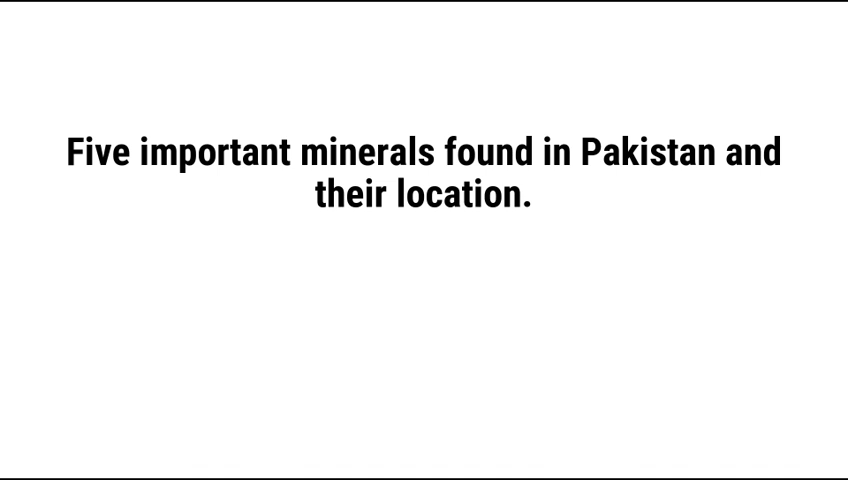 Five important minerals found in Pakistan and
their location.